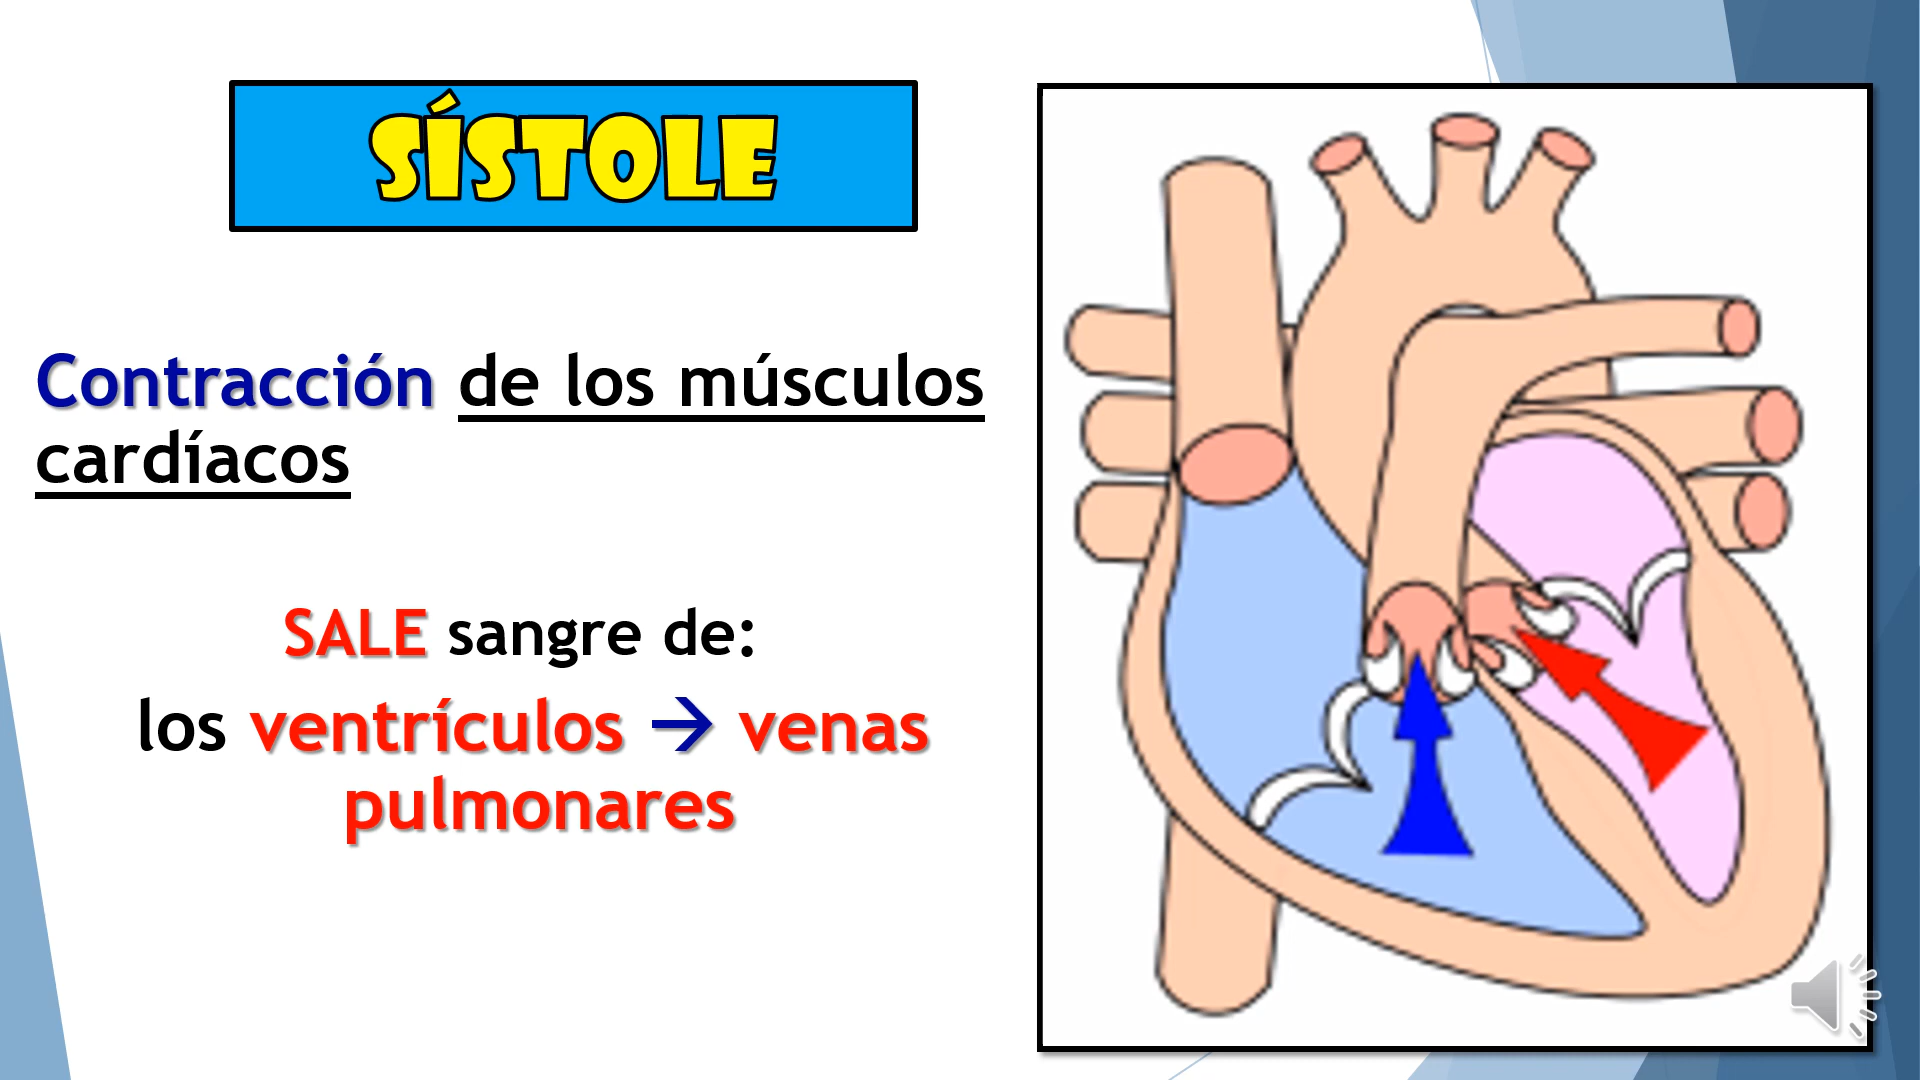 SÍSTOLE
Contracción de los músculos
cardíacos
SALE sangre de:
los ventrículos → venas
pulmonares